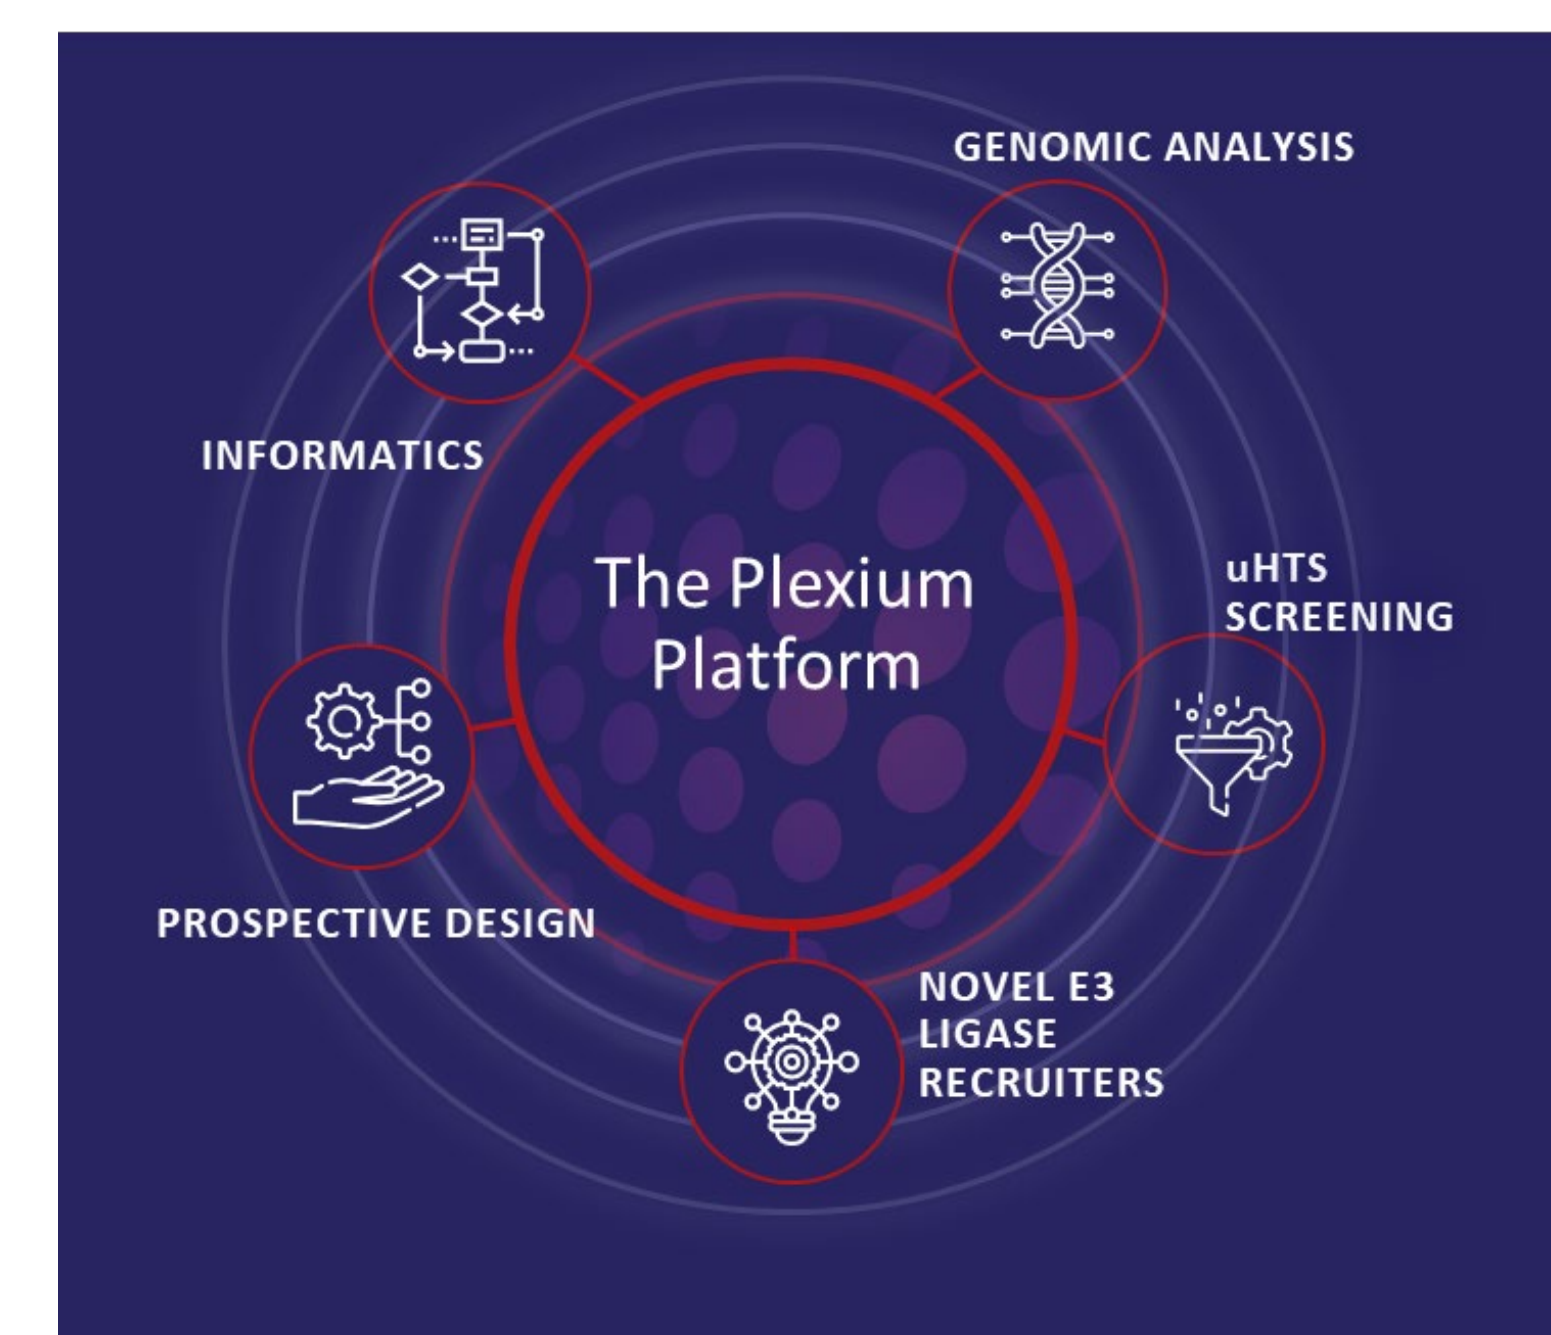 GENOMIC ANALYSIS
INFORMATICS
The Plexium
Platform
uHTS
SCREENING
PROSPECTIVE DESIGN
NOVEL E3
LIGASE
RECRUITERS